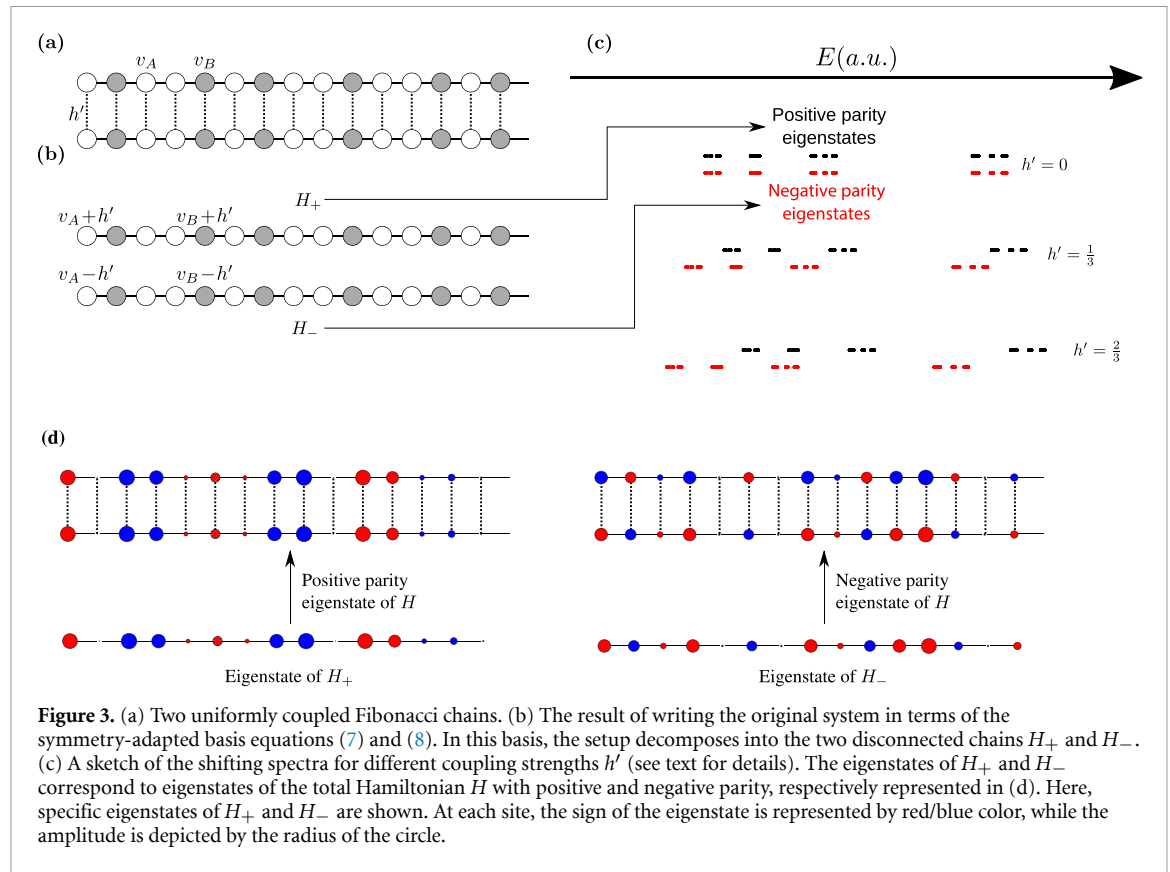 (a)
v_A
v_B
h′
(b)
H_+
v_A+h′
v_B+h′
v_A−h′
v_B−h′
H_−
(c)
E(a.u.)
Positive parity
eigenstates
h′ = 0
Negative parity
eigenstates
h′ = 1/3
h′ = 2/3
(d)
Positive parity
eigenstate of H
Eigenstate of H_+
Negative parity
eigenstate of H
Eigenstate of H_−
Figure 3. (a) Two uniformly coupled Fibonacci chains. (b) The result of writing the original system in terms of the
symmetry-adapted basis equations (7) and (8). In this basis, the setup decomposes into the two disconnected chains H_+ and H_−.
(c) A sketch of the shifting spectra for different coupling strengths h′ (see text for details). The eigenstates of H_+ and H_−
correspond to eigenstates of the total Hamiltonian H with positive and negative parity, respectively represented in (d). Here,
specific eigenstates of H_+ and H_− are shown. At each site, the sign of the eigenstate is represented by red/blue color, while the
amplitude is depicted by the radius of the circle.